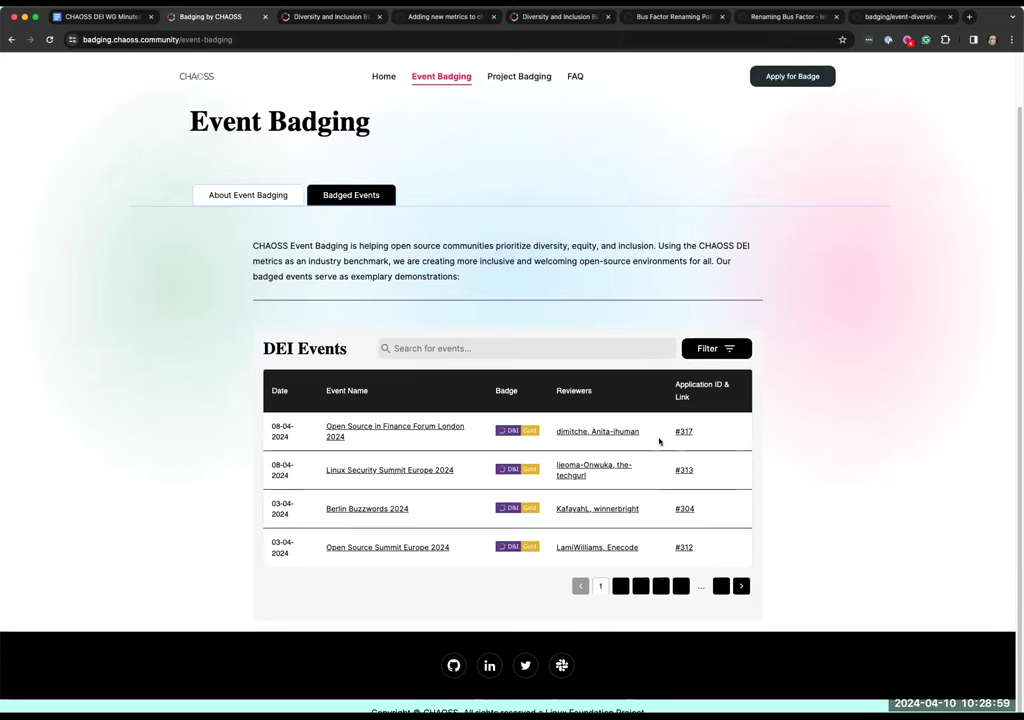 CHAOSS DEI WG Minute
Badging by CHAOSS
Diversity and Inclusion Ba
Adding new metrics to ch
Diversity and Inclusion Ba
Bus Factor Renaming Pol
Renaming Bus Factor - Is
badging/event-diversity-
badging.chaoss.community/event-badging
CHAOSS
Home
Event Badging
Project Badging
FAQ
Apply for Badge
Event Badging
About Event Badging
Badged Events
CHAOSS Event Badging is helping open source communities prioritize diversity, equity, and inclusion. Using the CHAOSS DEI
metrics as an industry benchmark, we are creating more inclusive and welcoming open-source environments for all. Our
badged events serve as exemplary demonstrations:
DEI Events
Search for events...
Filter
Date
Event Name
Badge
Reviewers
Application ID &
Link
08-04-
2024
Open Source in Finance Forum London
2024
D&I Gold
djmitche, Anita-ihuman
#317
08-04-
2024
Linux Security Summit Europe 2024
D&I Gold
Ijeoma-Onwuka, the-
techgurl
#313
03-04-
2024
Berlin Buzzwords 2024
D&I Gold
KafayahL, winnerbright
#304
03-04-
2024
Open Source Summit Europe 2024
D&I Gold
LamiWilliams, Enecode
#312
1
...
Copyright © CHAOSS. All rights reserved a Linux Foundation Project
2024-04-10 10:28:59